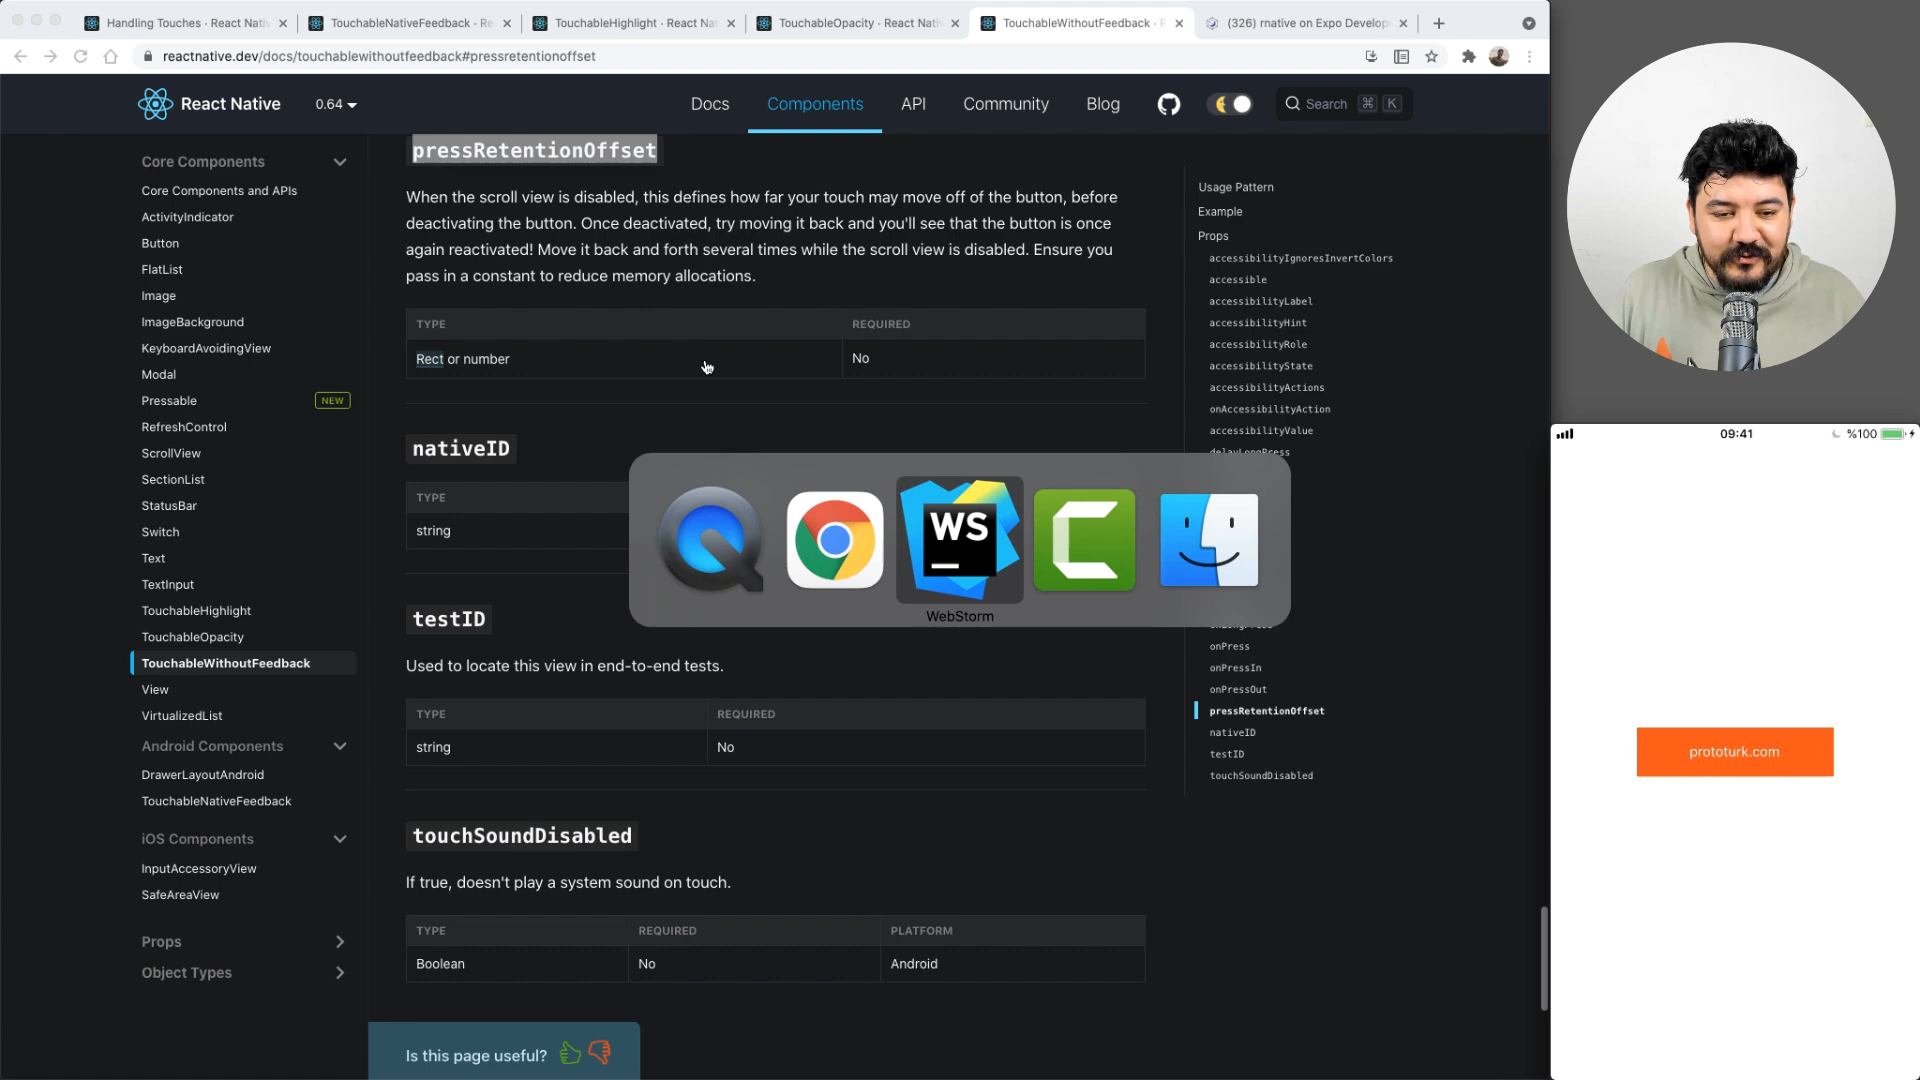 Handling Touches · React Nativ
TouchableNativeFeedback · Re
TouchableHighlight · React Nat
TouchableOpacity · React Nativ
TouchableWithoutFeedback · R
(326) rnative on Expo Develop
reactnative.dev/docs/touchablewithoutfeedback#pressretentionoffset
React Native
0.64
Docs
Components
API
Community
Blog
Search ⌘ K
Core Components
Core Components and APIs
ActivityIndicator
Button
FlatList
Image
ImageBackground
KeyboardAvoidingView
Modal
Pressable NEW
RefreshControl
ScrollView
SectionList
StatusBar
Switch
Text
TextInput
TouchableHighlight
TouchableOpacity
TouchableWithoutFeedback
View
VirtualizedList
Android Components
DrawerLayoutAndroid
TouchableNativeFeedback
iOS Components
InputAccessoryView
SafeAreaView
Props
Object Types
pressRetentionOffset
When the scroll view is disabled, this defines how far your touch may move off of the button, before
deactivating the button. Once deactivated, try moving it back and you'll see that the button is once
again reactivated! Move it back and forth several times while the scroll view is disabled. Ensure you
pass in a constant to reduce memory allocations.
TYPE REQUIRED
Rect or number No
nativeID
TYPE
string
WS
WebStorm
testID
Used to locate this view in end-to-end tests.
TYPE REQUIRED
string No
touchSoundDisabled
If true, doesn't play a system sound on touch.
TYPE REQUIRED PLATFORM
Boolean No Android
Is this page useful?
Usage Pattern
Example
Props
accessibilityIgnoresInvertColors
accessible
accessibilityLabel
accessibilityHint
accessibilityRole
accessibilityState
accessibilityActions
onAccessibilityAction
accessibilityValue
delayLongPress
onPress
onPressIn
onPressOut
pressRetentionOffset
nativeID
testID
touchSoundDisabled
09:41
%100
prototurk.com